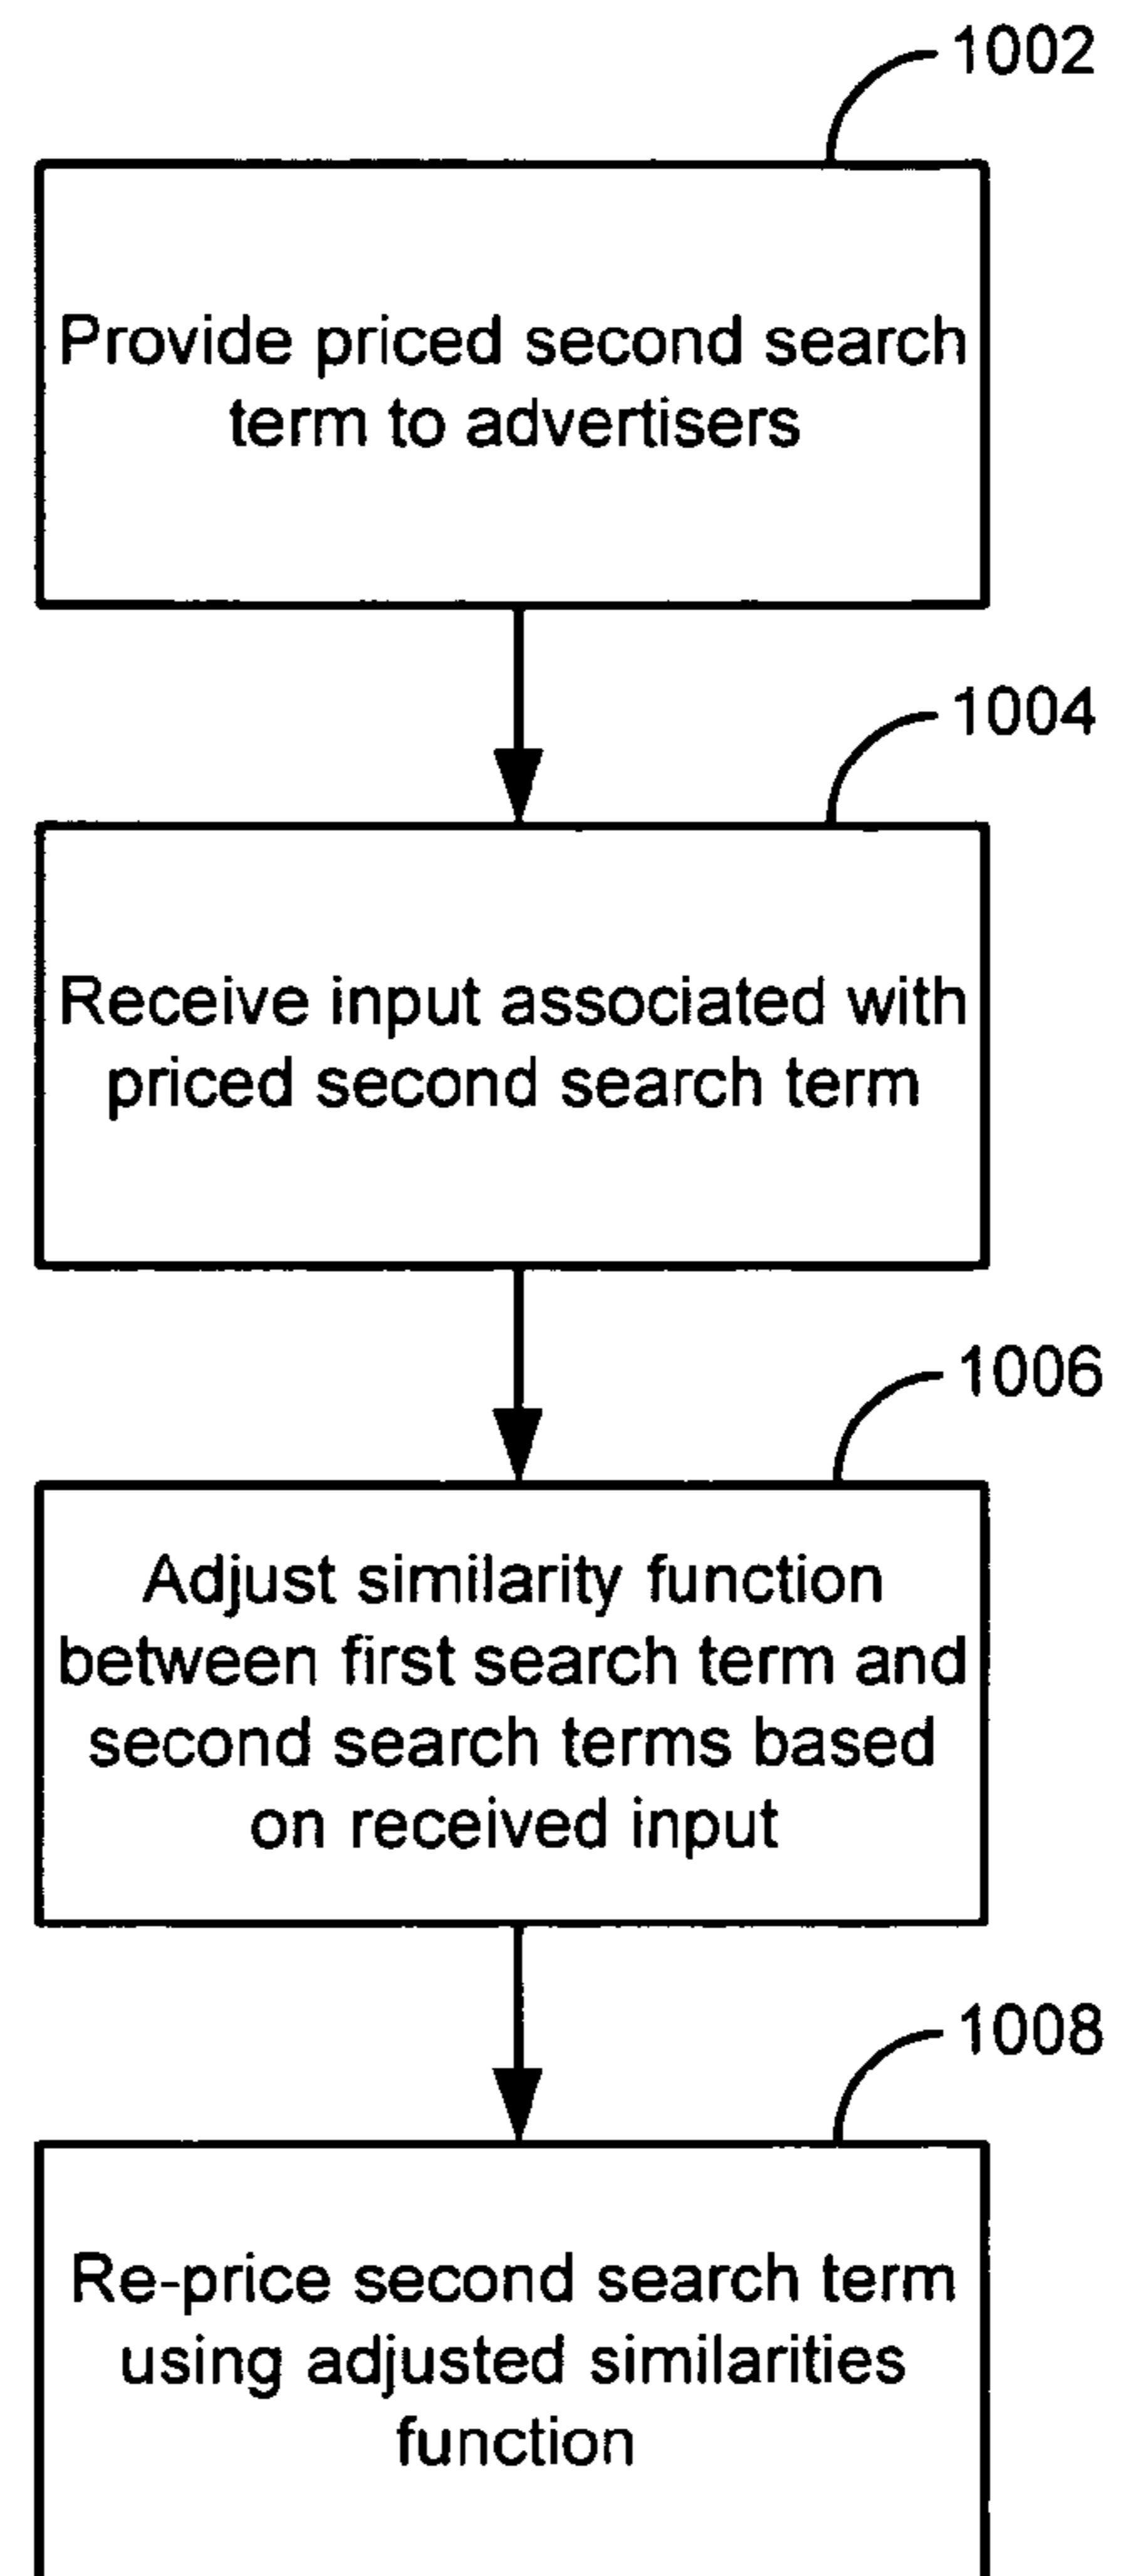 1002
Provide priced second search
term to advertisers
1004
Receive input associated with
priced second search term
1006
Adjust similarity function
between first search term and
second search terms based
on received input
1008
Re-price second search term
using adjusted similarities
function